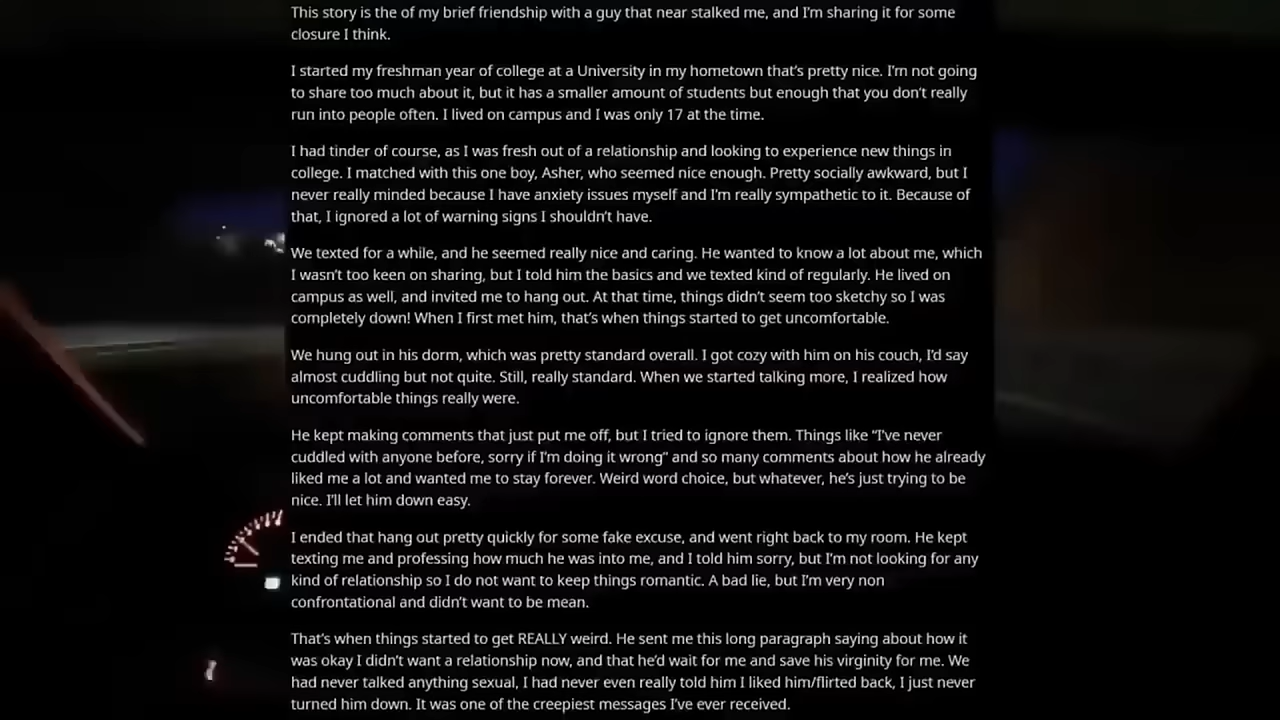 This story is the of my brief friendship with a guy that near stalked me, and I'm sharing it for some
closure I think.
I started my freshman year of college at a University in my hometown that's pretty nice. I'm not going
to share too much about it, but it has a smaller amount of students but enough that you don't really
run into people often. I lived on campus and I was only 17 at the time.
I had tinder of course, as I was fresh out of a relationship and looking to experience new things in
college. I matched with this one boy, Asher, who seemed nice enough. Pretty socially awkward, but I
never really minded because I have anxiety issues myself and I'm really sympathetic to it. Because of
that, I ignored a lot of warning signs I shouldn't have.
We texted for a while, and he seemed really nice and caring. He wanted to know a lot about me, which
I wasn't too keen on sharing, but I told him the basics and we texted kind of regularly. He lived on
campus as well, and invited me to hang out. At that time, things didn't seem too sketchy so I was
completely down! When I first met him, that's when things started to get uncomfortable.
We hung out in his dorm, which was pretty standard overall. I got cozy with him on his couch, I'd say
almost cuddling but not quite. Still, really standard. When we started talking more, I realized how
uncomfortable things really were.
He kept making comments that just put me off, but I tried to ignore them. Things like “I've never
cuddled with anyone before, sorry if I'm doing it wrong” and so many comments about how he already
liked me a lot and wanted me to stay forever. Weird word choice, but whatever, he's just trying to be
nice. I'll let him down easy.
I ended that hang out pretty quickly for some fake excuse, and went right back to my room. He kept
texting me and professing how much he was into me, and I told him sorry, but I'm not looking for any
kind of relationship so I do not want to keep things romantic. A bad lie, but I'm very non
confrontational and didn't want to be mean.
That's when things started to get REALLY weird. He sent me this long paragraph saying about how it
was okay I didn't want a relationship now, and that he'd wait for me and save his virginity for me. We
had never talked anything sexual, I had never even really told him I liked him/flirted back, I just never
turned him down. It was one of the creepiest messages I've ever received.